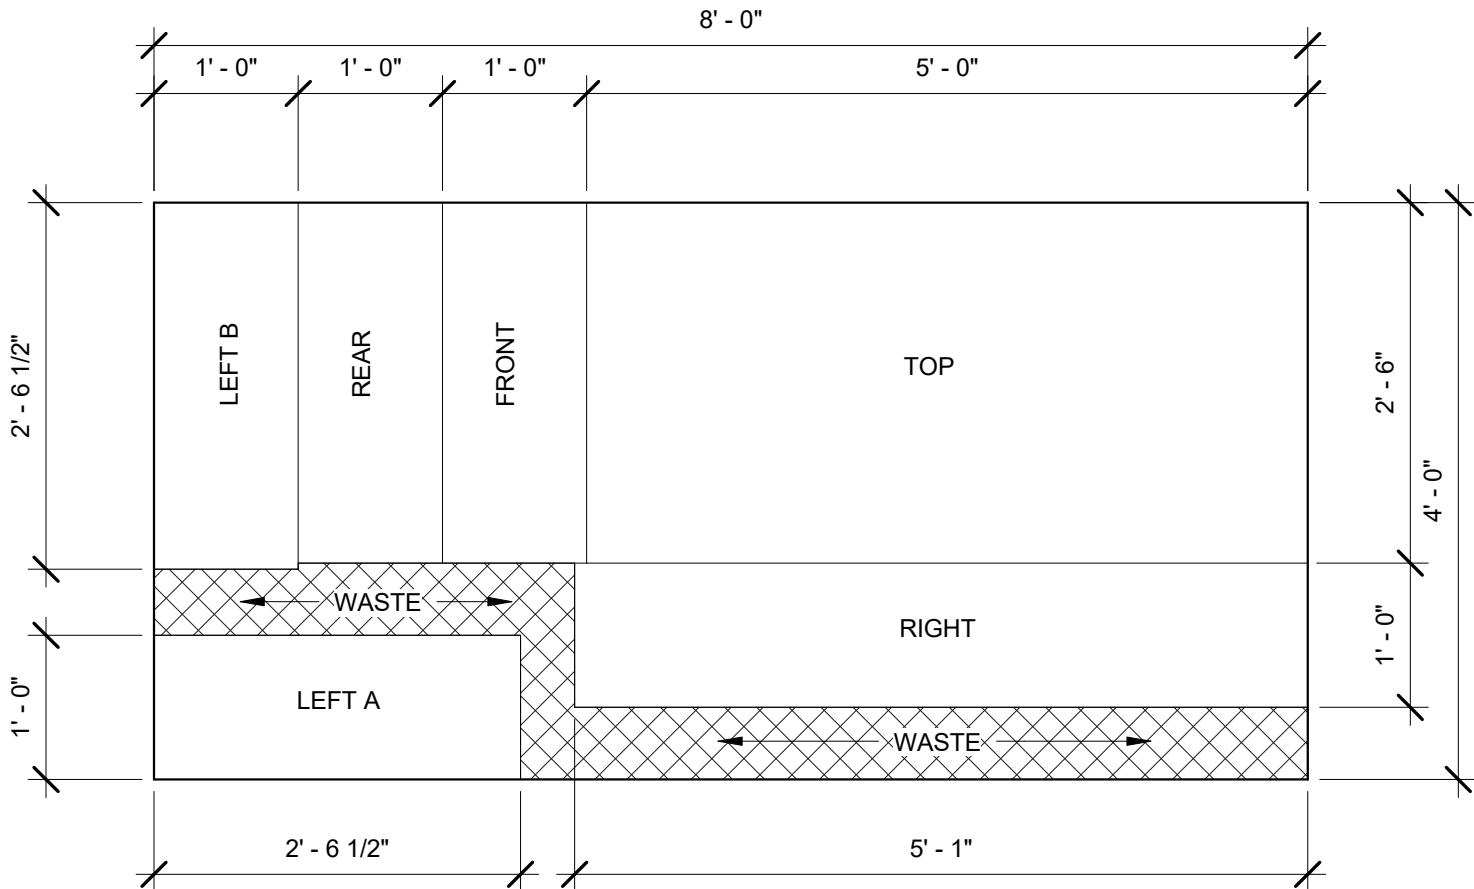 8' - 0"
1' - 0"
1' - 0"
1' - 0"
5' - 0"
2' - 6 1/2"
LEFT B
REAR
FRONT
TOP
2' - 6"
4' - 0"
WASTE
RIGHT
1' - 0"
1' - 0"
LEFT A
WASTE
2' - 6 1/2"
5' - 1"